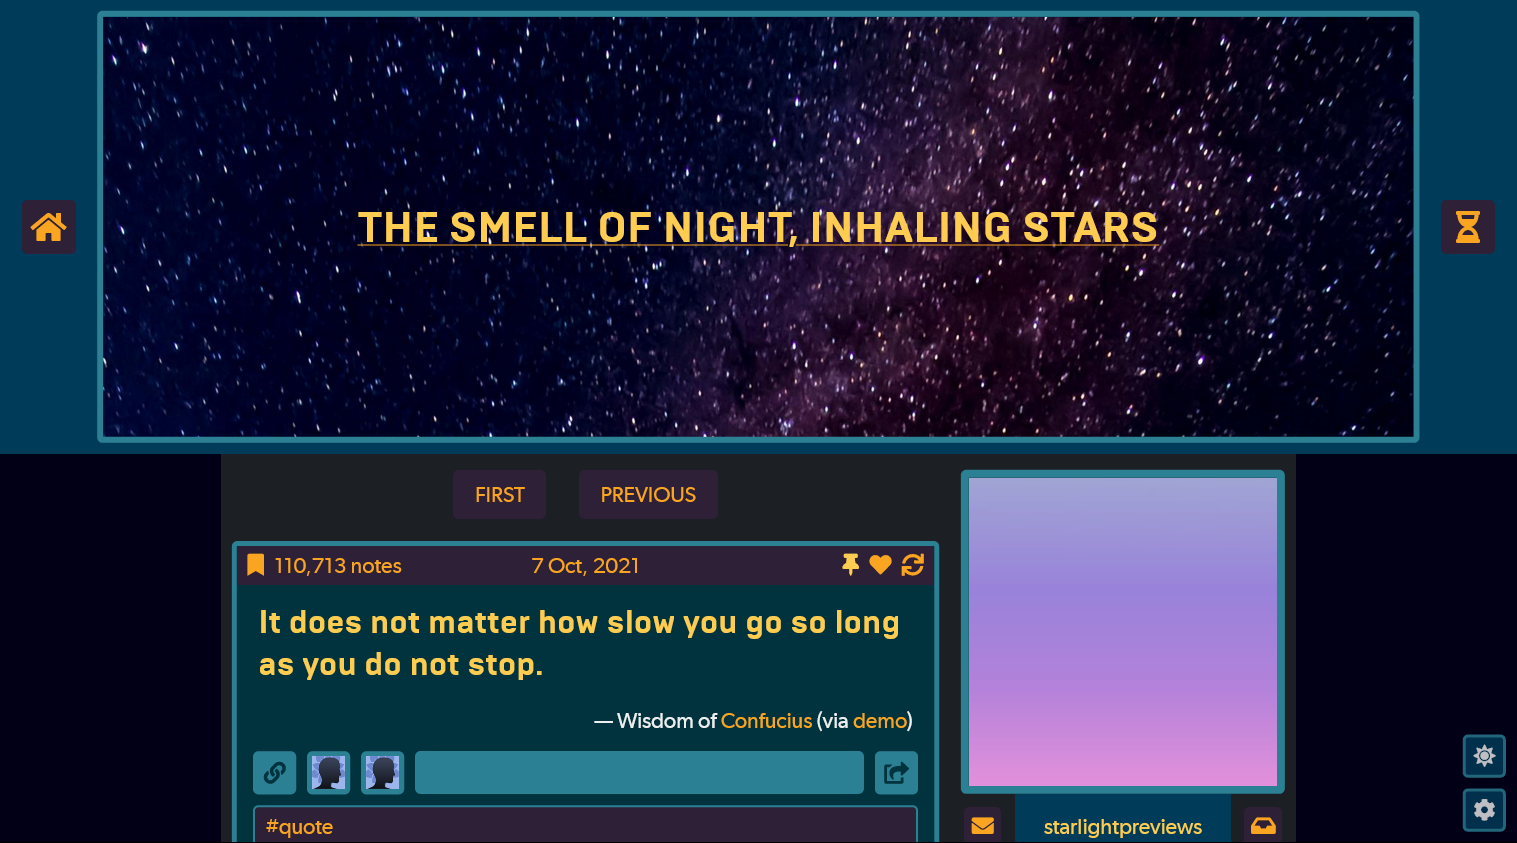 THE SMELL OF NIGHT, INHALING STARS
FIRST
PREVIOUS
110,713 notes
7 Oct, 2021
It does not matter how slow you go so long
as you do not stop.
— Wisdom of Confucius (via demo)
#quote
starlightpreviews